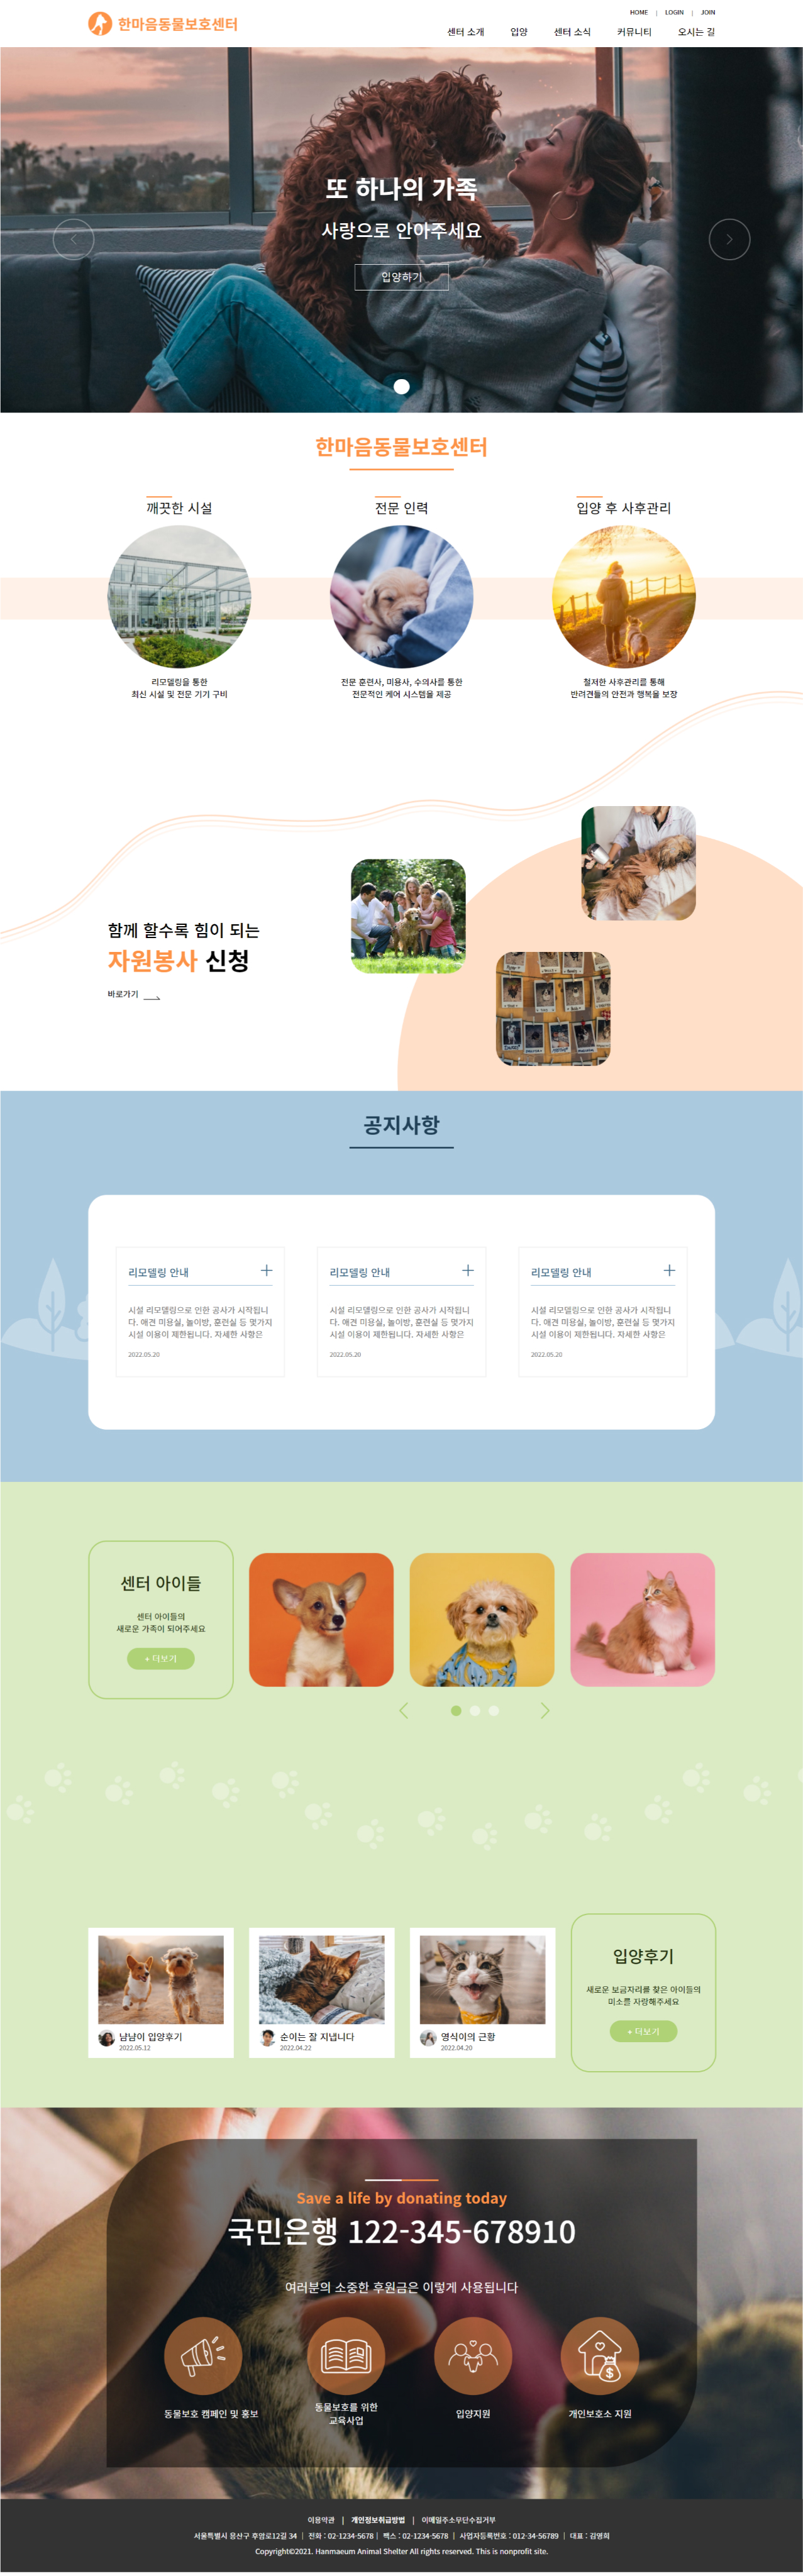 한마음동물보호센터
HOME | LOGIN | JOIN
센터 소개 입양 센터 소식 커뮤니티 오시는 길
또 하나의 가족
사랑으로 안아주세요
입양하기
한마음동물보호센터
깨끗한 시설
리모델링을 통한
최신 시설 및 전문 기기 구비
전문 인력
전문 훈련사, 미용사, 수의사를 통한
전문적인 케어 시스템을 제공
입양 후 사후관리
철저한 사후관리를 통해
반려견들의 안전과 행복을 보장
함께 할수록 힘이 되는
자원봉사 신청
바로가기
공지사항
리모델링 안내
시설 리모델링으로 인한 공사가 시작됩니
다. 애견 미용실, 놀이방, 훈련실 등 몇가지
시설 이용이 제한됩니다. 자세한 사항은
2022.05.20
리모델링 안내
시설 리모델링으로 인한 공사가 시작됩니
다. 애견 미용실, 놀이방, 훈련실 등 몇가지
시설 이용이 제한됩니다. 자세한 사항은
2022.05.20
리모델링 안내
시설 리모델링으로 인한 공사가 시작됩니
다. 애견 미용실, 놀이방, 훈련실 등 몇가지
시설 이용이 제한됩니다. 자세한 사항은
2022.05.20
센터 아이들
센터 아이들의
새로운 가족이 되어주세요
+ 더보기
냥냥이 입양후기
2022.05.12
순이는 잘 지냅니다
2022.04.22
영식이의 근황
2022.04.20
입양후기
새로운 보금자리를 찾은 아이들의
미소를 자랑해주세요
+ 더보기
Save a life by donating today
국민은행 122-345-678910
여러분의 소중한 후원금은 이렇게 사용됩니다
동물보호 캠페인 및 홍보
동물보호를 위한
교육사업
입양지원
개인보호소 지원
이용약관 | 개인정보취급방법 | 이메일주소무단수집거부
서울특별시 용산구 후암로12길 34 | 전화 : 02-1234-5678 | 팩스 : 02-1234-5678 | 사업자등록번호 : 012-34-56789 | 대표 : 김영희
Copyright©2021. Hanmaeum Animal Shelter All rights reserved. This is nonprofit site.